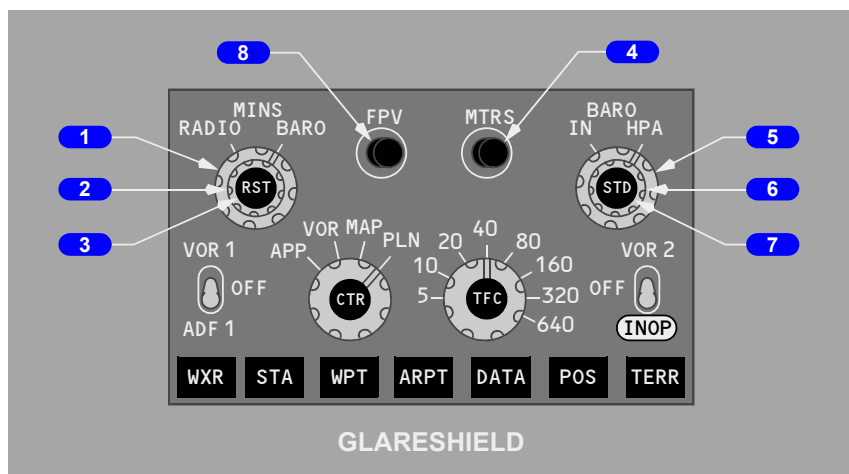 8 4
MINS BARO
FPV MTRS
RADIO BARO IN HPA
1 5
2 RST STD 6
3 7
VOR 1 VOR MAP 40 VOR 2
APP PLN 20 80
10 160
OFF CTR 5 TFC 320 OFF
ADF 1 640 INOP
WXR STA WPT ARPT DATA POS TERR
GLARESHIELD